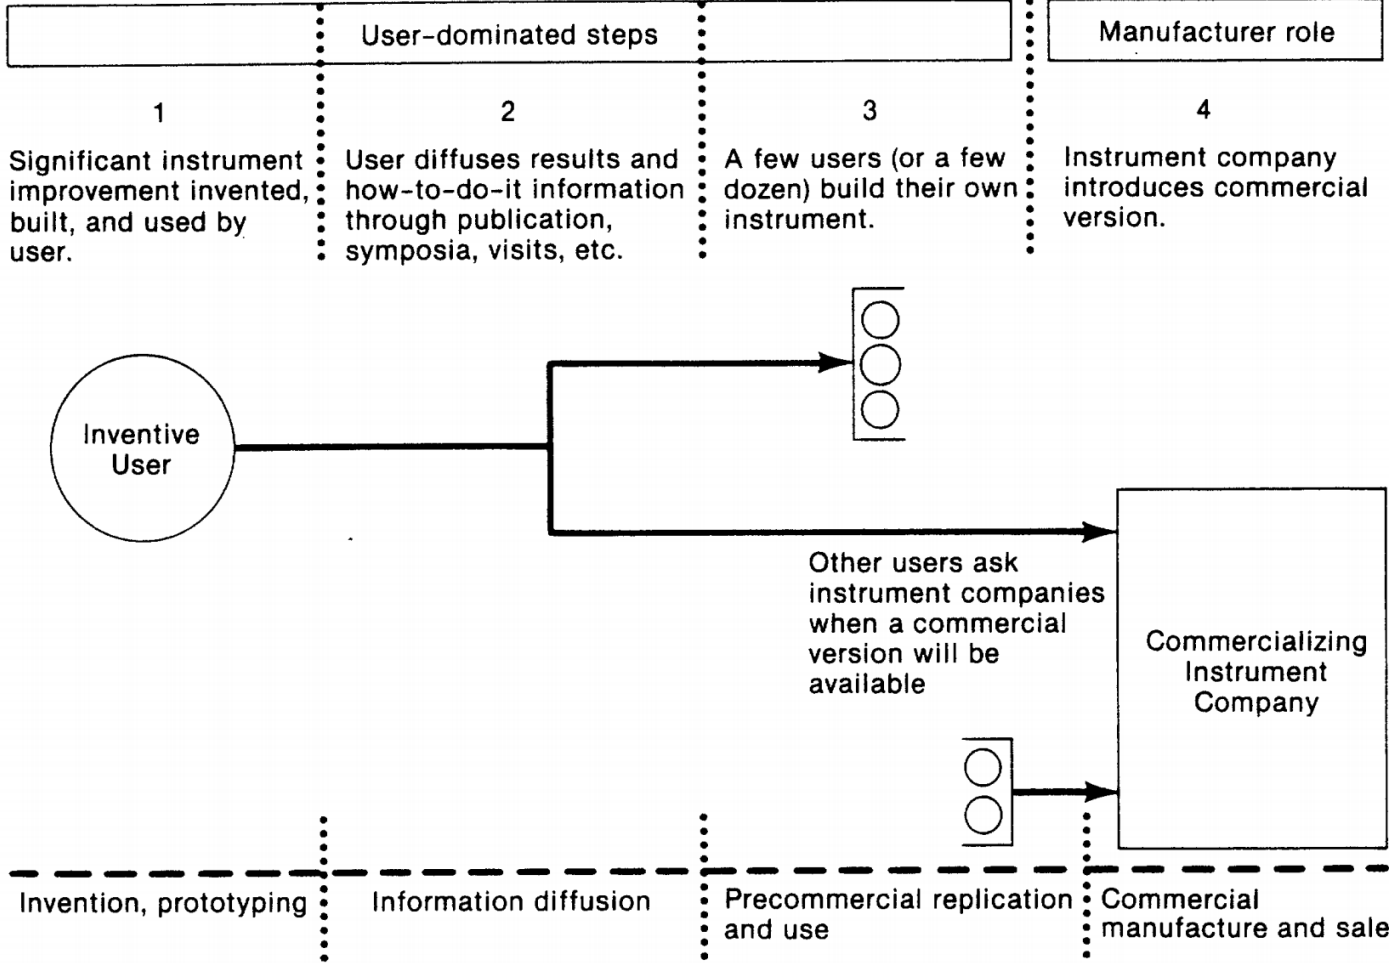 User-dominated steps
Manufacturer role
1
Significant instrument
improvement invented,
built, and used by
user.
2
User diffuses results and
how-to-do-it information
through publication,
symposia, visits, etc.
3
A few users (or a few
dozen) build their own
instrument.
4
Instrument company
introduces commercial
version.
Inventive
User
Other users ask
instrument companies
when a commercial
version will be
available
Commercializing
Instrument
Company
Invention, prototyping
Information diffusion
Precommercial replication
and use
Commercial
manufacture and sale